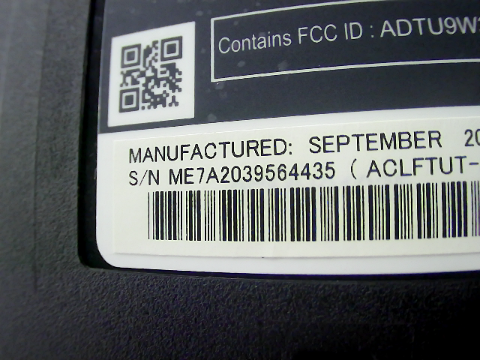 Contains FCC ID : ADTU9W
MANUFACTURED: SEPTEMBER 20
S/N ME7A2039564435 ( ACLFTUT-